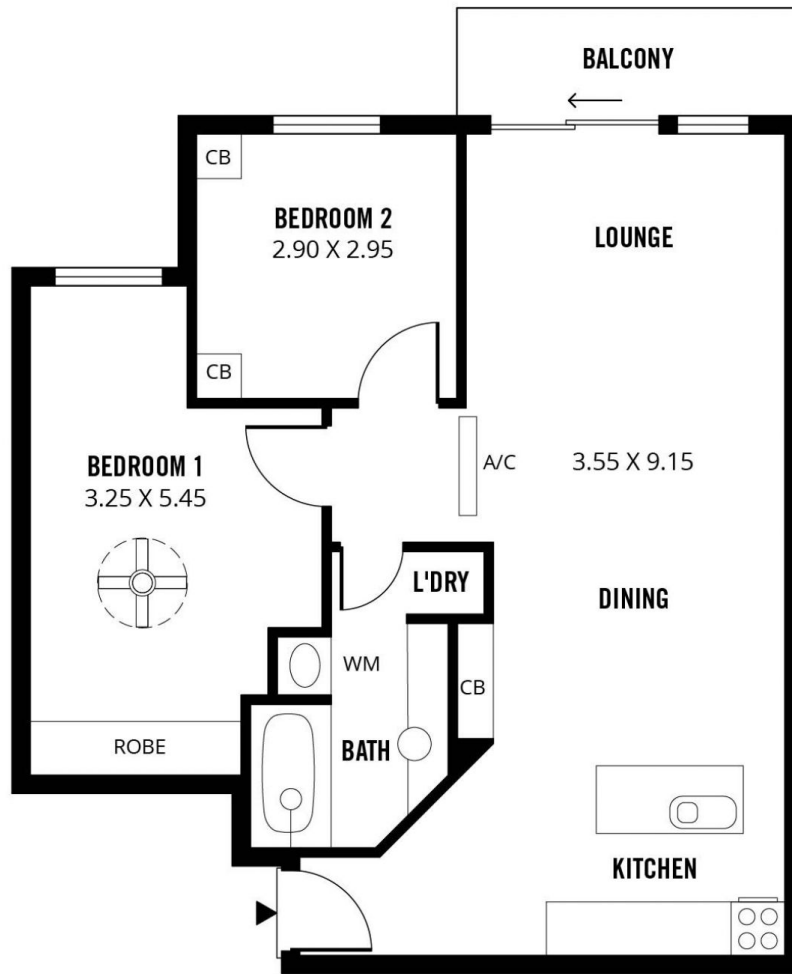 BALCONY
CB
BEDROOM 2
2.90 X 2.95
LOUNGE
CB
BEDROOM 1
3.25 X 5.45
A/C
3.55 X 9.15
L'DRY
DINING
WM
CB
ROBE
BATH
KITCHEN